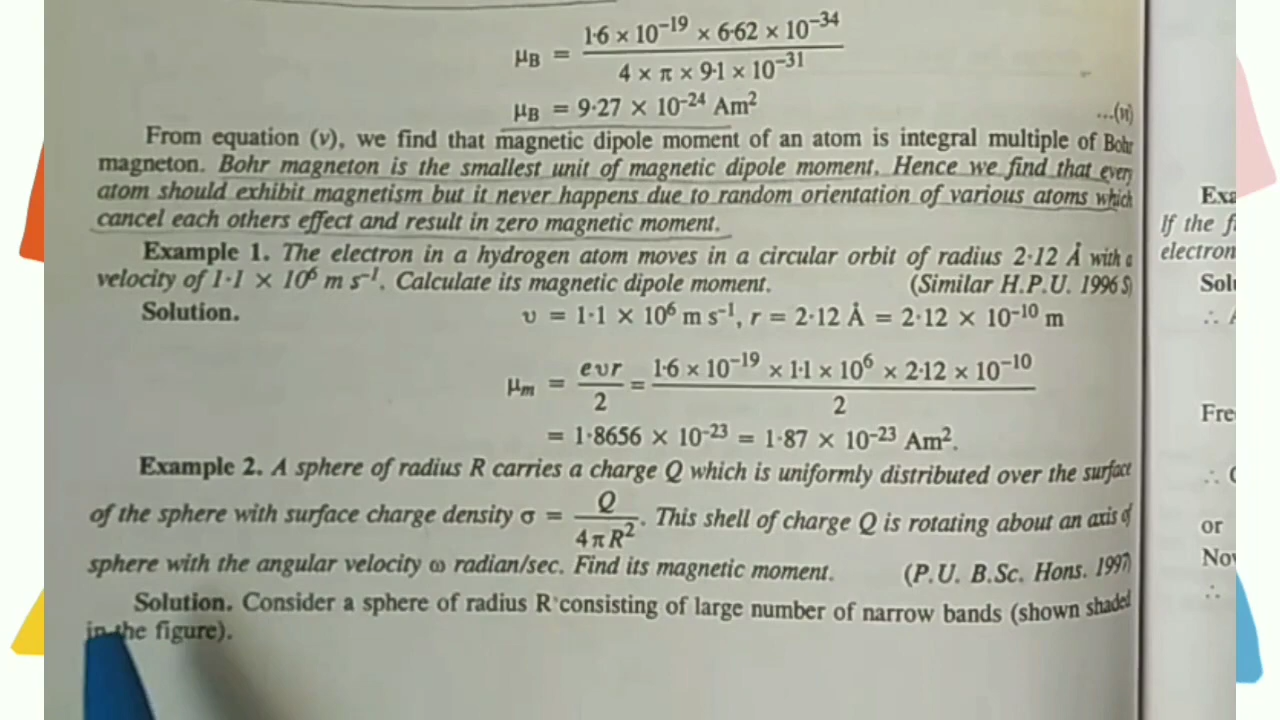 μB = 1·6 × 10⁻¹⁹ × 6·62 × 10⁻³⁴ / 4 × π × 9·1 × 10⁻³¹
μB = 9·27 × 10⁻²⁴ Am² ...(vi)
From equation (v), we find that magnetic dipole moment of an atom is integral multiple of Bohr
magneton. Bohr magneton is the smallest unit of magnetic dipole moment. Hence we find that every
atom should exhibit magnetism but it never happens due to random orientation of various atoms which
cancel each others effect and result in zero magnetic moment.
Example 1. The electron in a hydrogen atom moves in a circular orbit of radius 2·12 Å with a
velocity of 1·1 × 10⁶ m s⁻¹. Calculate its magnetic dipole moment. (Similar H.P.U. 1996 S)
Solution. υ = 1·1 × 10⁶ m s⁻¹, r = 2·12 Å = 2·12 × 10⁻¹⁰ m
μm = eυr / 2 = 1·6 × 10⁻¹⁹ × 1·1 × 10⁶ × 2·12 × 10⁻¹⁰ / 2
= 1·8656 × 10⁻²³ = 1·87 × 10⁻²³ Am².
Example 2. A sphere of radius R carries a charge Q which is uniformly distributed over the surface
of the sphere with surface charge density σ = Q / 4πR². This shell of charge Q is rotating about an axis of
sphere with the angular velocity ω radian/sec. Find its magnetic moment. (P.U. B.Sc. Hons. 1997)
Solution. Consider a sphere of radius R consisting of large number of narrow bands (shown shaded
in the figure).
If the
electron
∴
or
∴